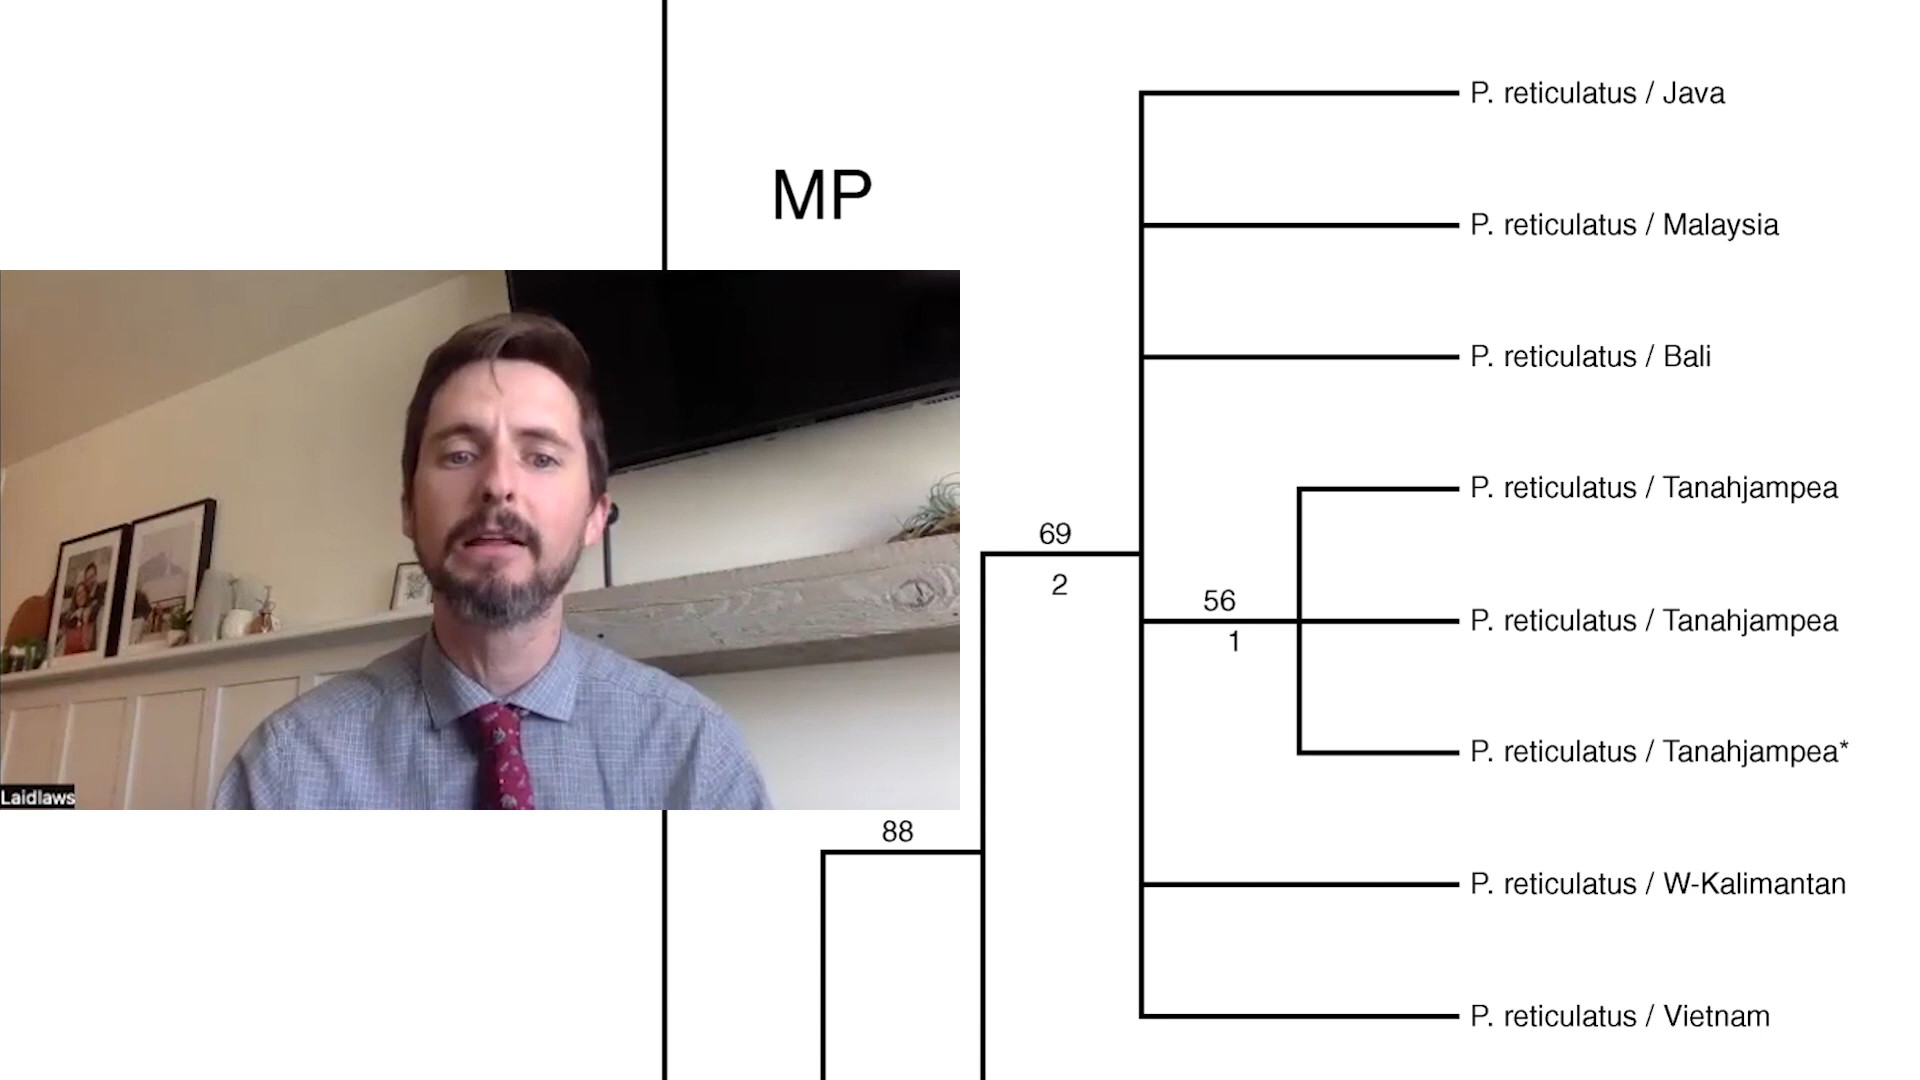 P. reticulatus / Java
MP
P. reticulatus / Malaysia
P. reticulatus / Bali
P. reticulatus / Tanahjampea
69
2
56
1
P. reticulatus / Tanahjampea
P. reticulatus / Tanahjampea*
Laidlaws
88
P. reticulatus / W-Kalimantan
P. reticulatus / Vietnam